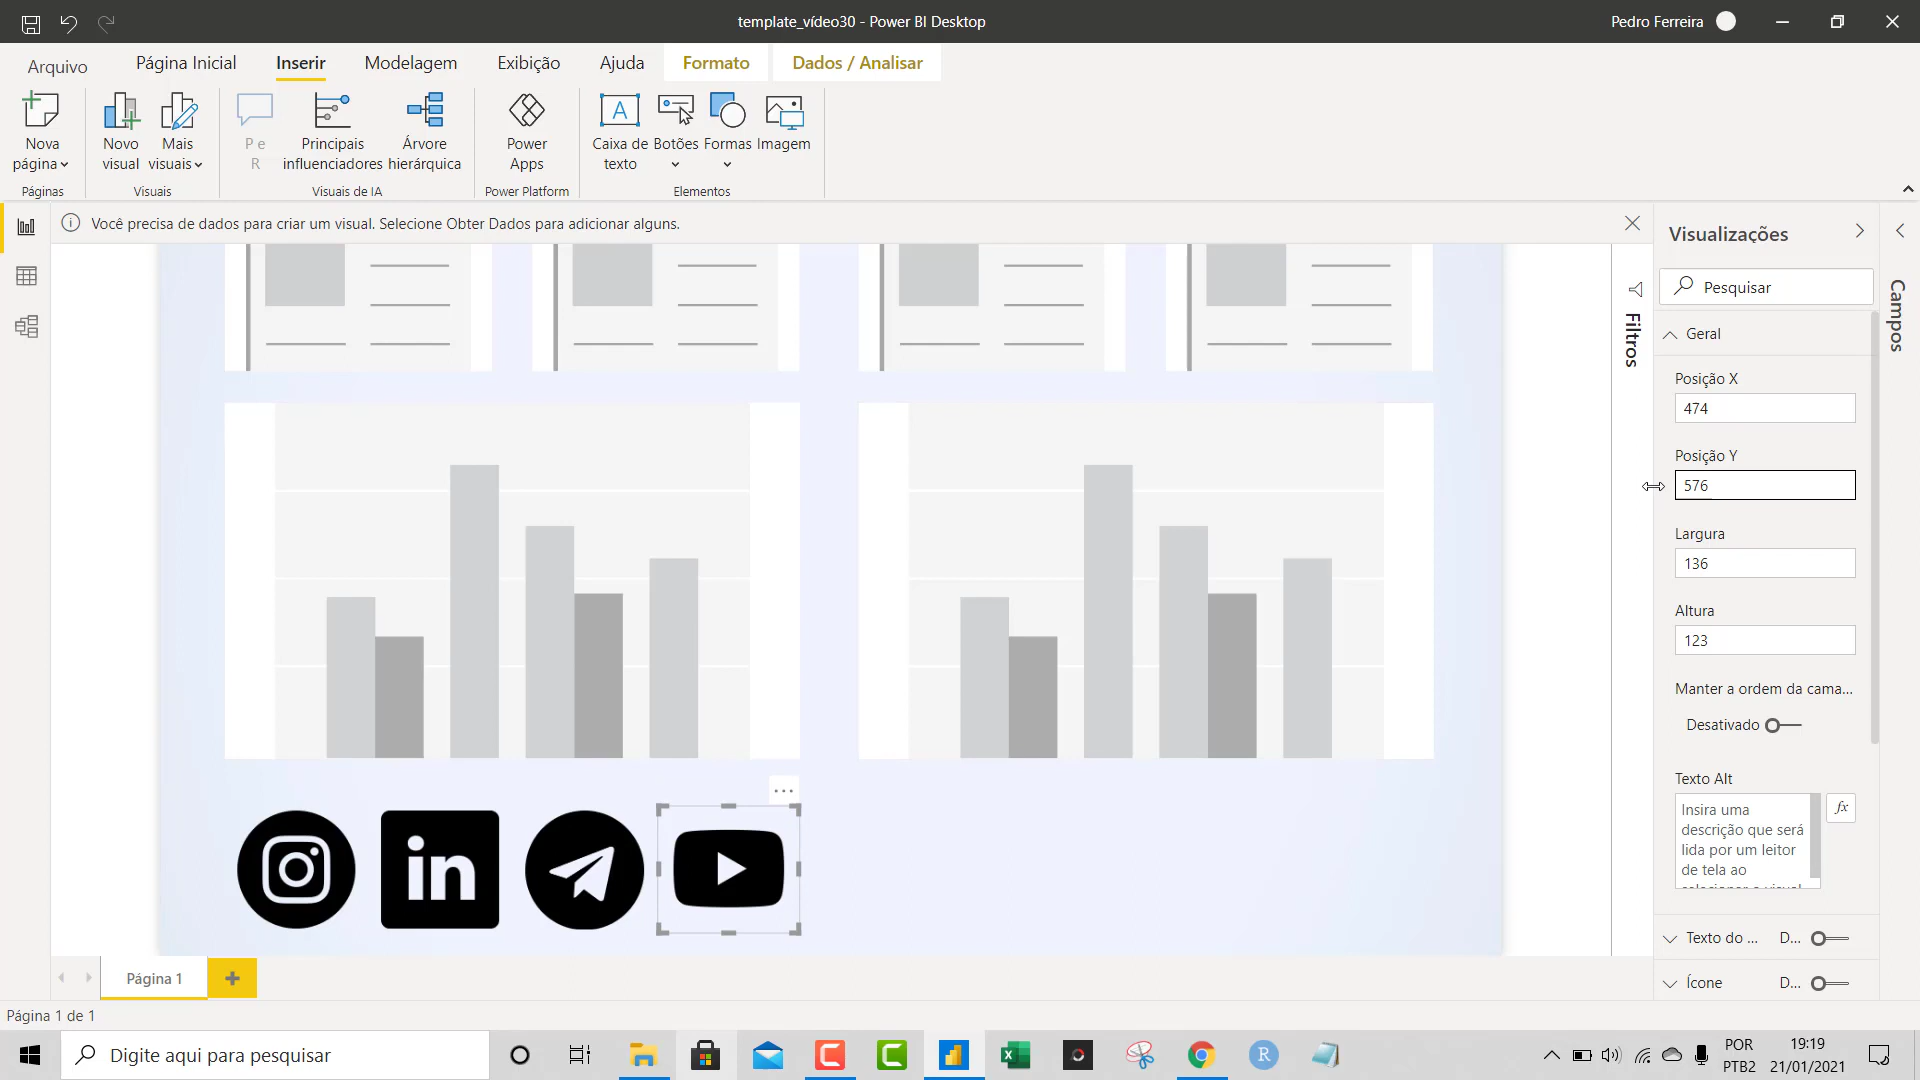 template_vídeo30 - Power BI Desktop
Pedro Ferreira
Arquivo
Página Inicial
Inserir
Modelagem
Exibição
Ajuda
Formato
Dados / Analisar
Nova página
Novo visual
Mais visuais
P e R
Principais influenciadores
Árvore hierárquica
Power Apps
Caixa de texto
Botões
Formas
Imagem
Páginas
Visuais
Visuais de IA
Power Platform
Elementos
Você precisa de dados para criar um visual. Selecione Obter Dados para adicionar alguns.
Filtros
Visualizações
Campos
Pesquisar
Geral
Posição X
474
Posição Y
576
Largura
136
Altura
123
Manter a ordem da cama...
Desativado
Texto Alt
Insira uma
descrição que será
lida por um leitor
de tela ao
selecionar o visual
fx
Texto do ... D...
Ícone D...
in
Página 1
Página 1 de 1
Digite aqui para pesquisar
POR
PTB2
19:19
21/01/2021